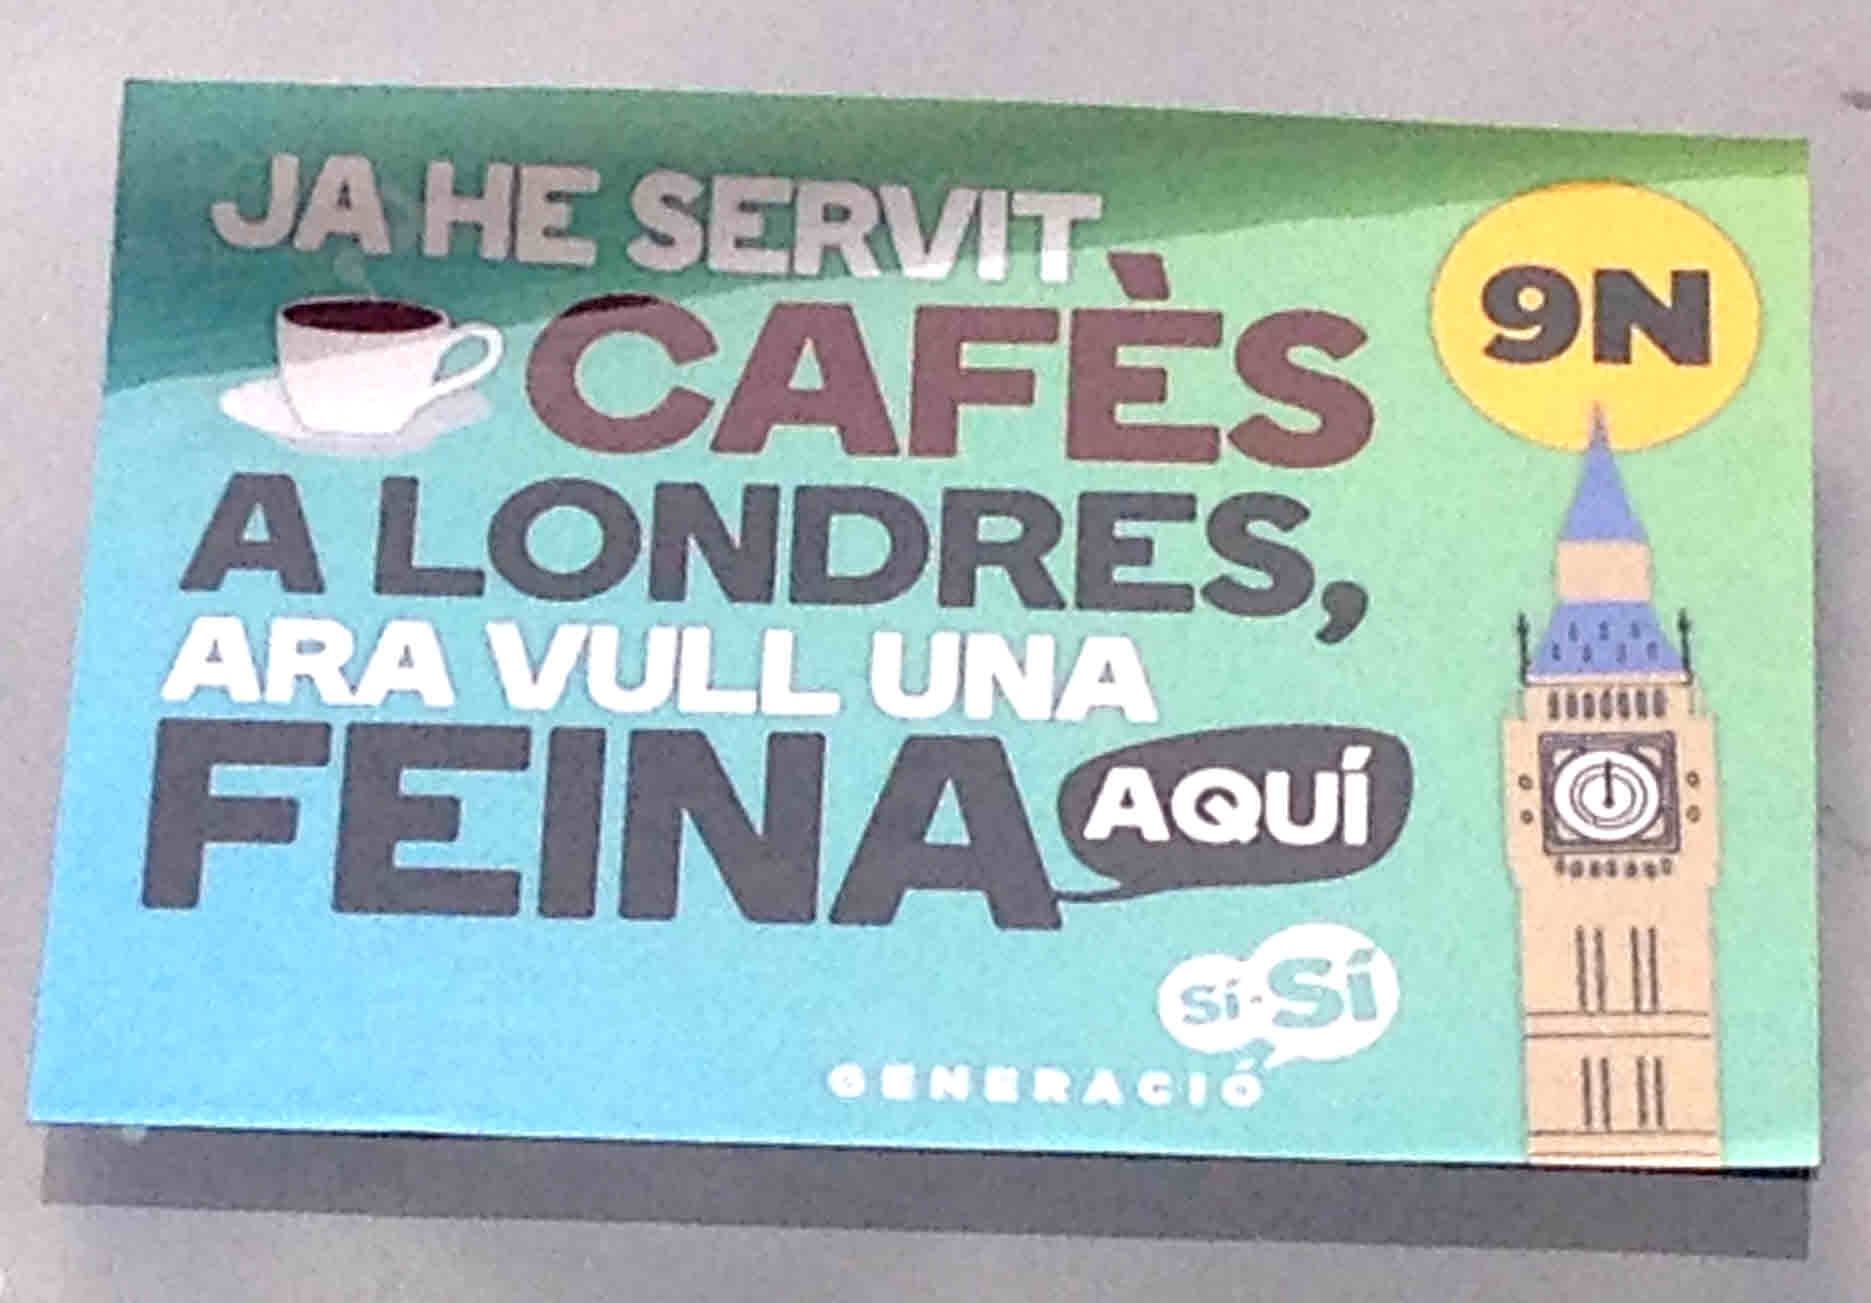 JA HE SERVIT
CAFÈS
A LONDRES,
ARA VULL UNA
FEINA AQUÍ
9N
Sí-Sí
GENERACIÓ